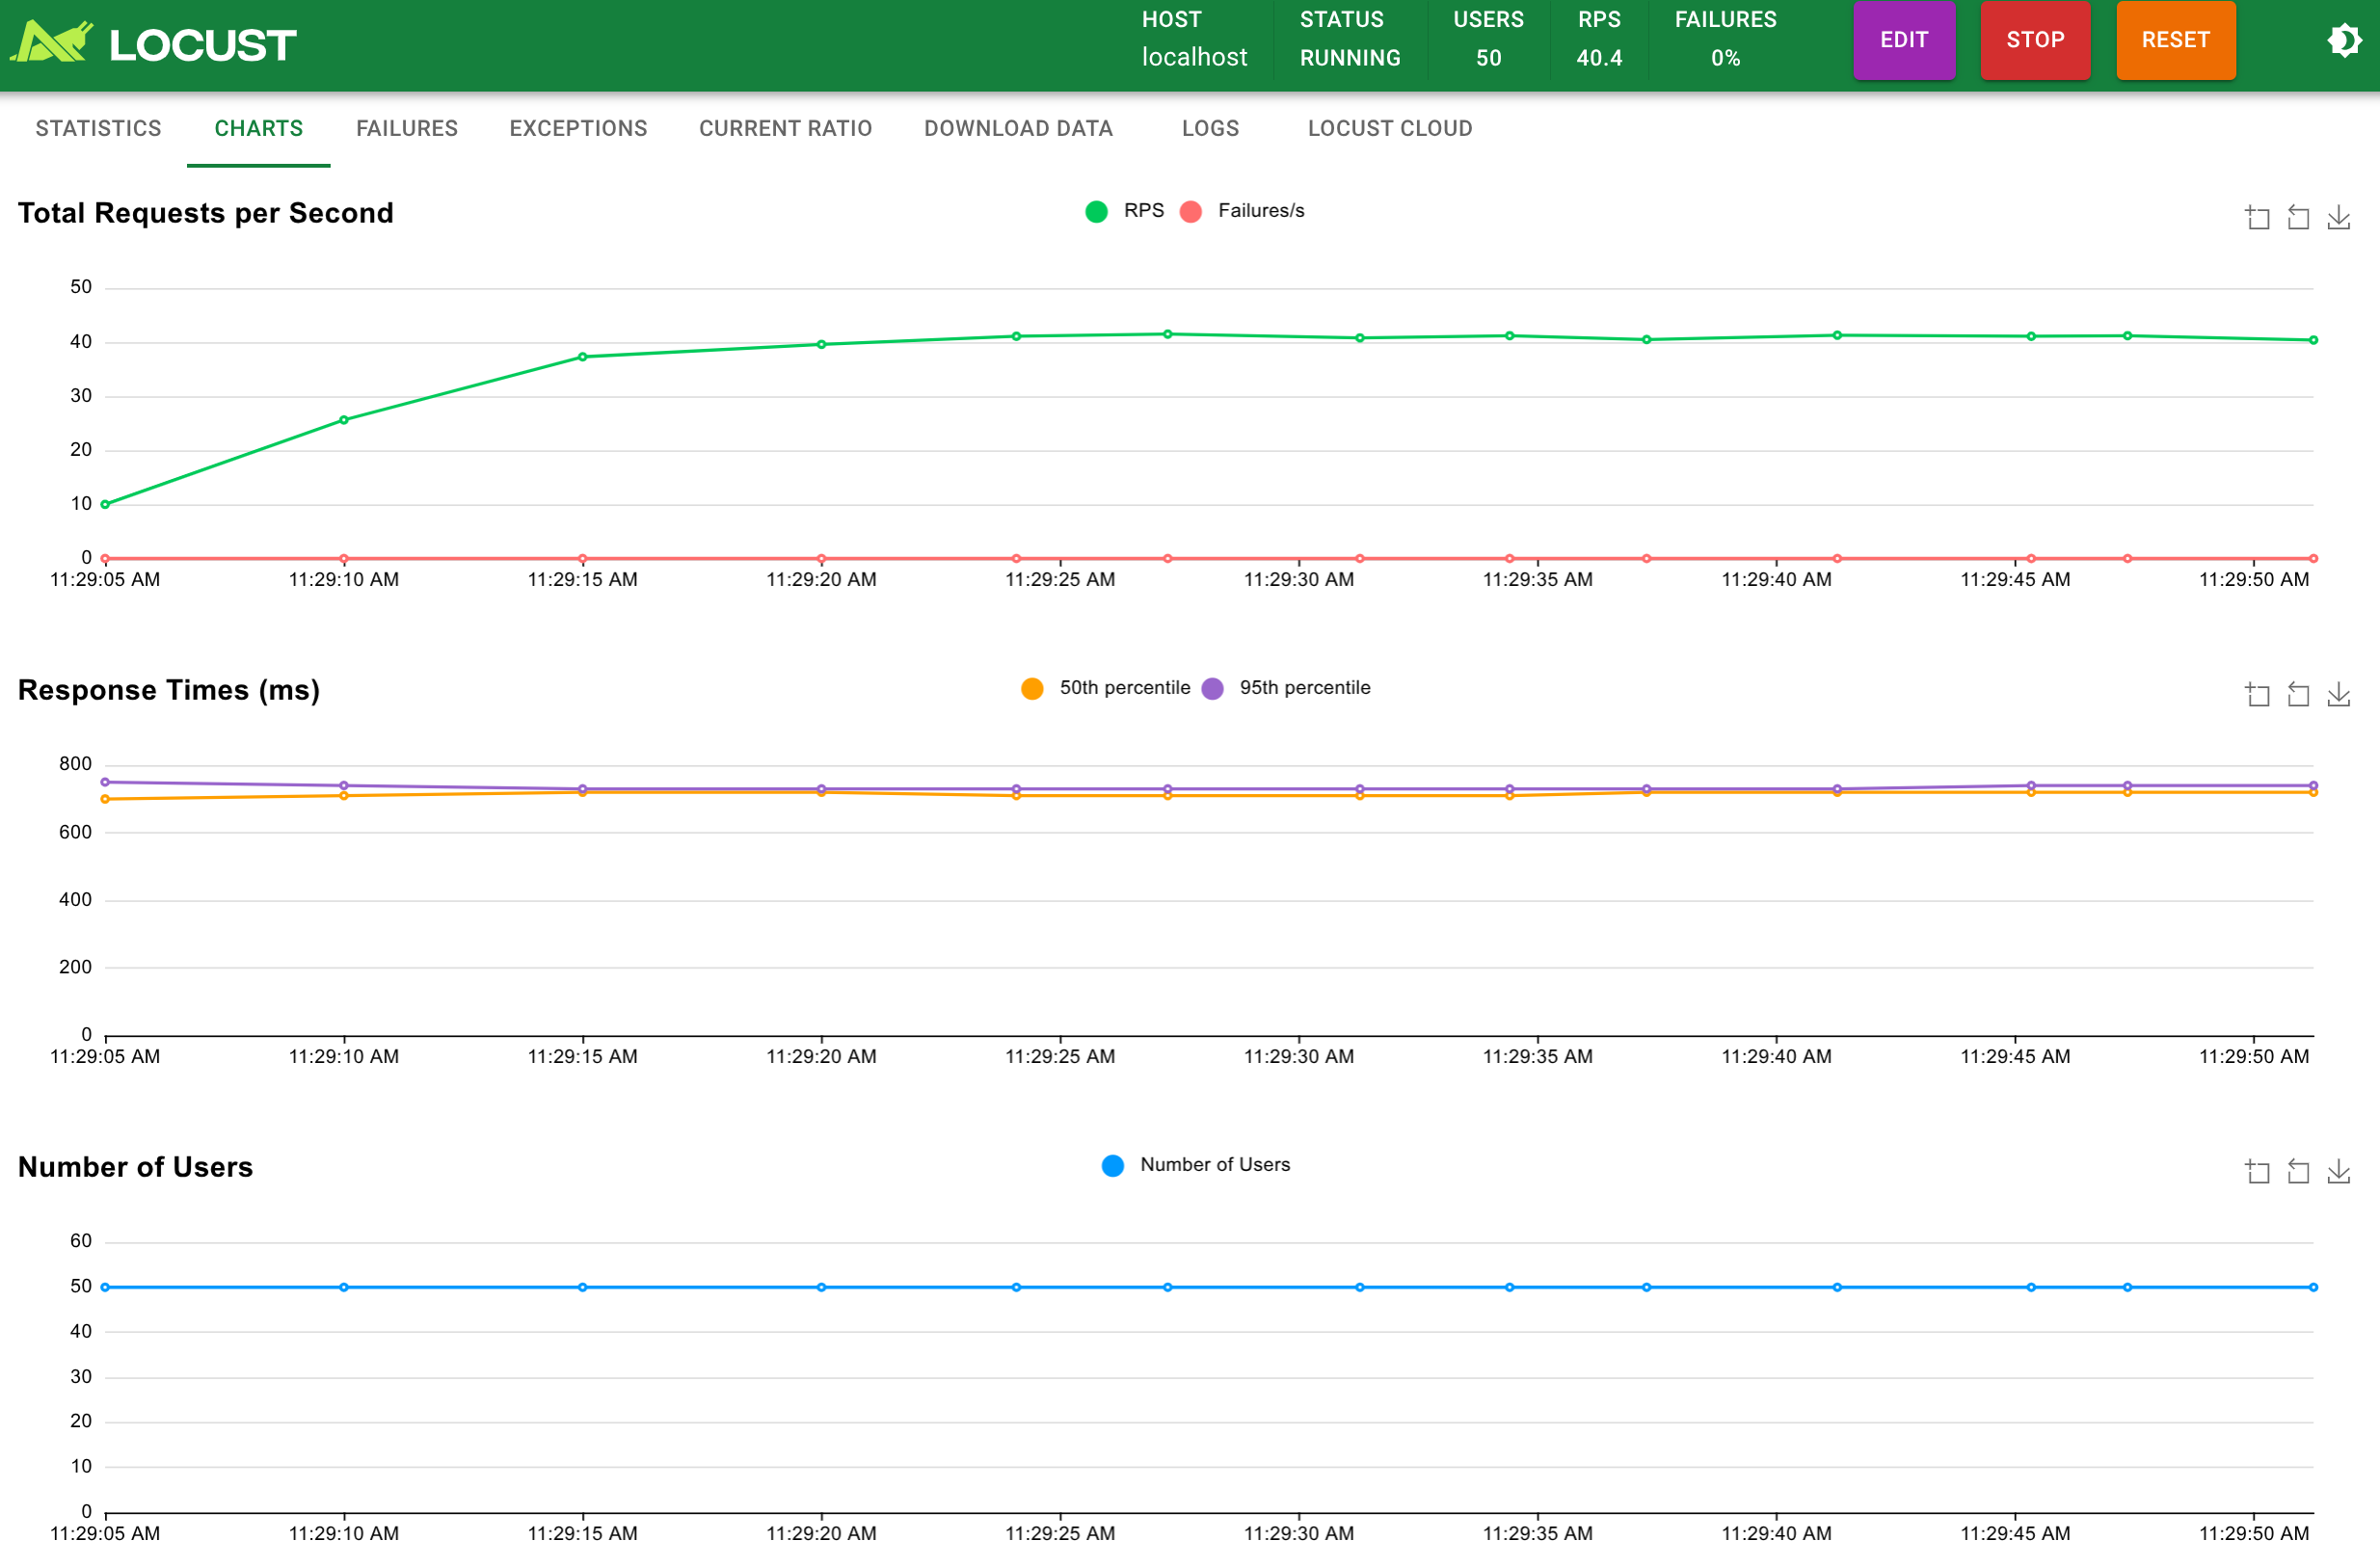 LOCUST
HOST
localhost
STATUS
RUNNING
USERS
50
RPS
40.4
FAILURES
0%
EDIT
STOP
RESET
STATISTICS CHARTS FAILURES EXCEPTIONS CURRENT RATIO DOWNLOAD DATA LOGS LOCUST CLOUD
Total Requests per Second
RPS Failures/s
50
40
30
20
10
0
11:29:05 AM 11:29:10 AM 11:29:15 AM 11:29:20 AM 11:29:25 AM 11:29:30 AM 11:29:35 AM 11:29:40 AM 11:29:45 AM 11:29:50 AM
Response Times (ms)
50th percentile 95th percentile
800
600
400
200
0
11:29:05 AM 11:29:10 AM 11:29:15 AM 11:29:20 AM 11:29:25 AM 11:29:30 AM 11:29:35 AM 11:29:40 AM 11:29:45 AM 11:29:50 AM
Number of Users
Number of Users
60
50
40
30
20
10
0
11:29:05 AM 11:29:10 AM 11:29:15 AM 11:29:20 AM 11:29:25 AM 11:29:30 AM 11:29:35 AM 11:29:40 AM 11:29:45 AM 11:29:50 AM